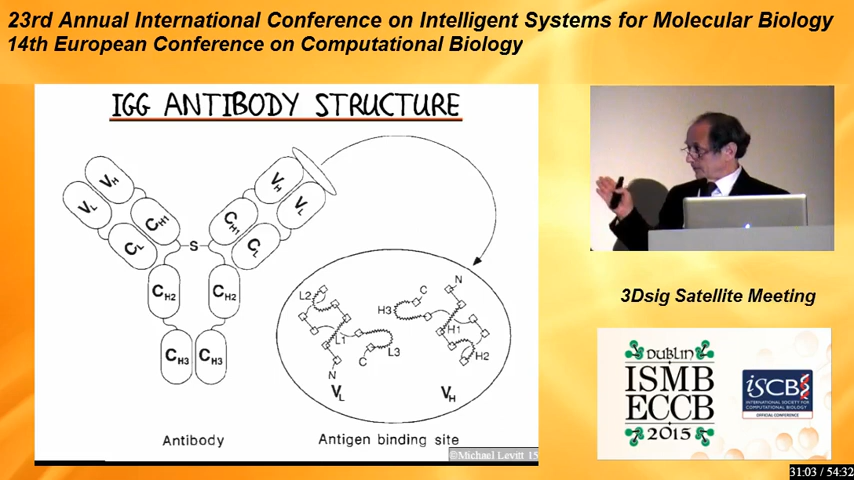 23rd Annual International Conference on Intelligent Systems for Molecular Biology
14th European Conference on Computational Biology
IGG ANTIBODY STRUCTURE
VH
VL
CH1
CL
S
VH
VL
CH1
CL
CH2
CH2
CH3
CH3
L2
L1
L3
N
C
VL
H3
C
N
H1
H2
VH
Antibody
Antigen binding site
©Michael Levitt 15
3Dsig Satellite Meeting
DUBLIN
ISMB
ECCB
2015
iSCB
INTERNATIONAL SOCIETY FOR
COMPUTATIONAL BIOLOGY
OFFICIAL CONFERENCE
31:03 / 54:32